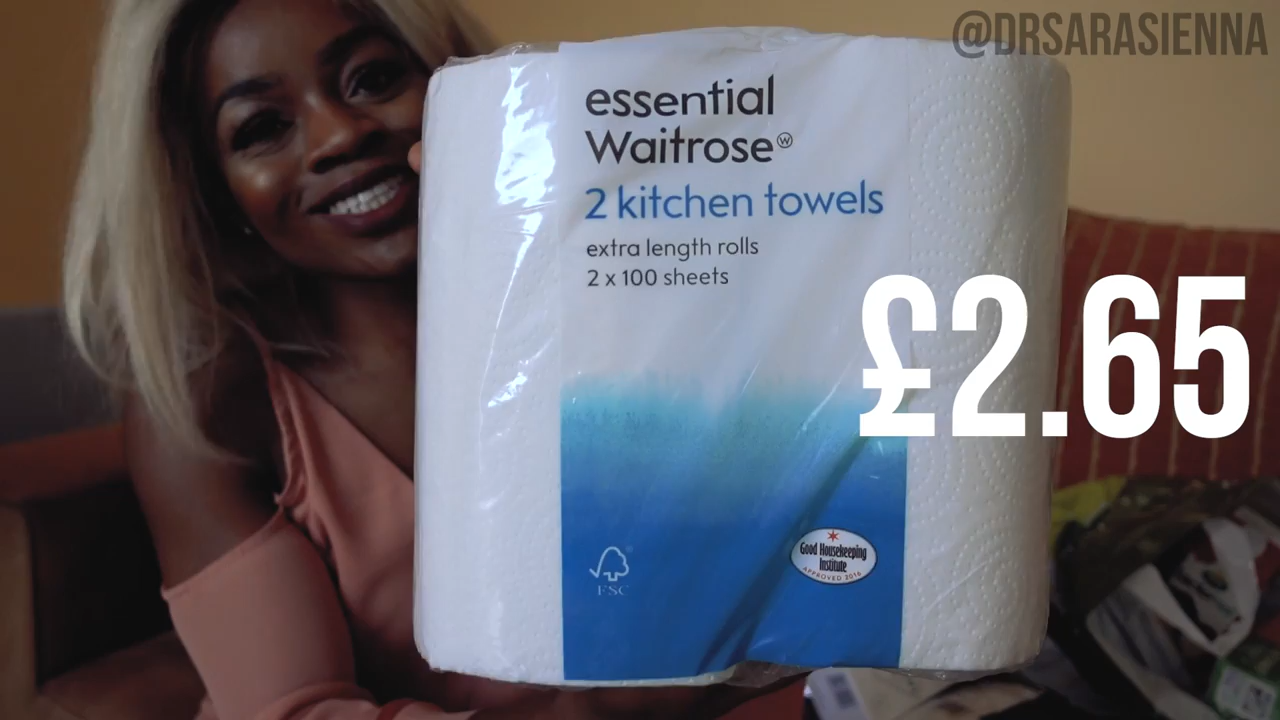 @DRSARASIENNA
essential
Waitrose
2 kitchen towels
extra length rolls
2 x 100 sheets
£2.65
Good Housekeeping
Institute
APPROVED 2016
FSC